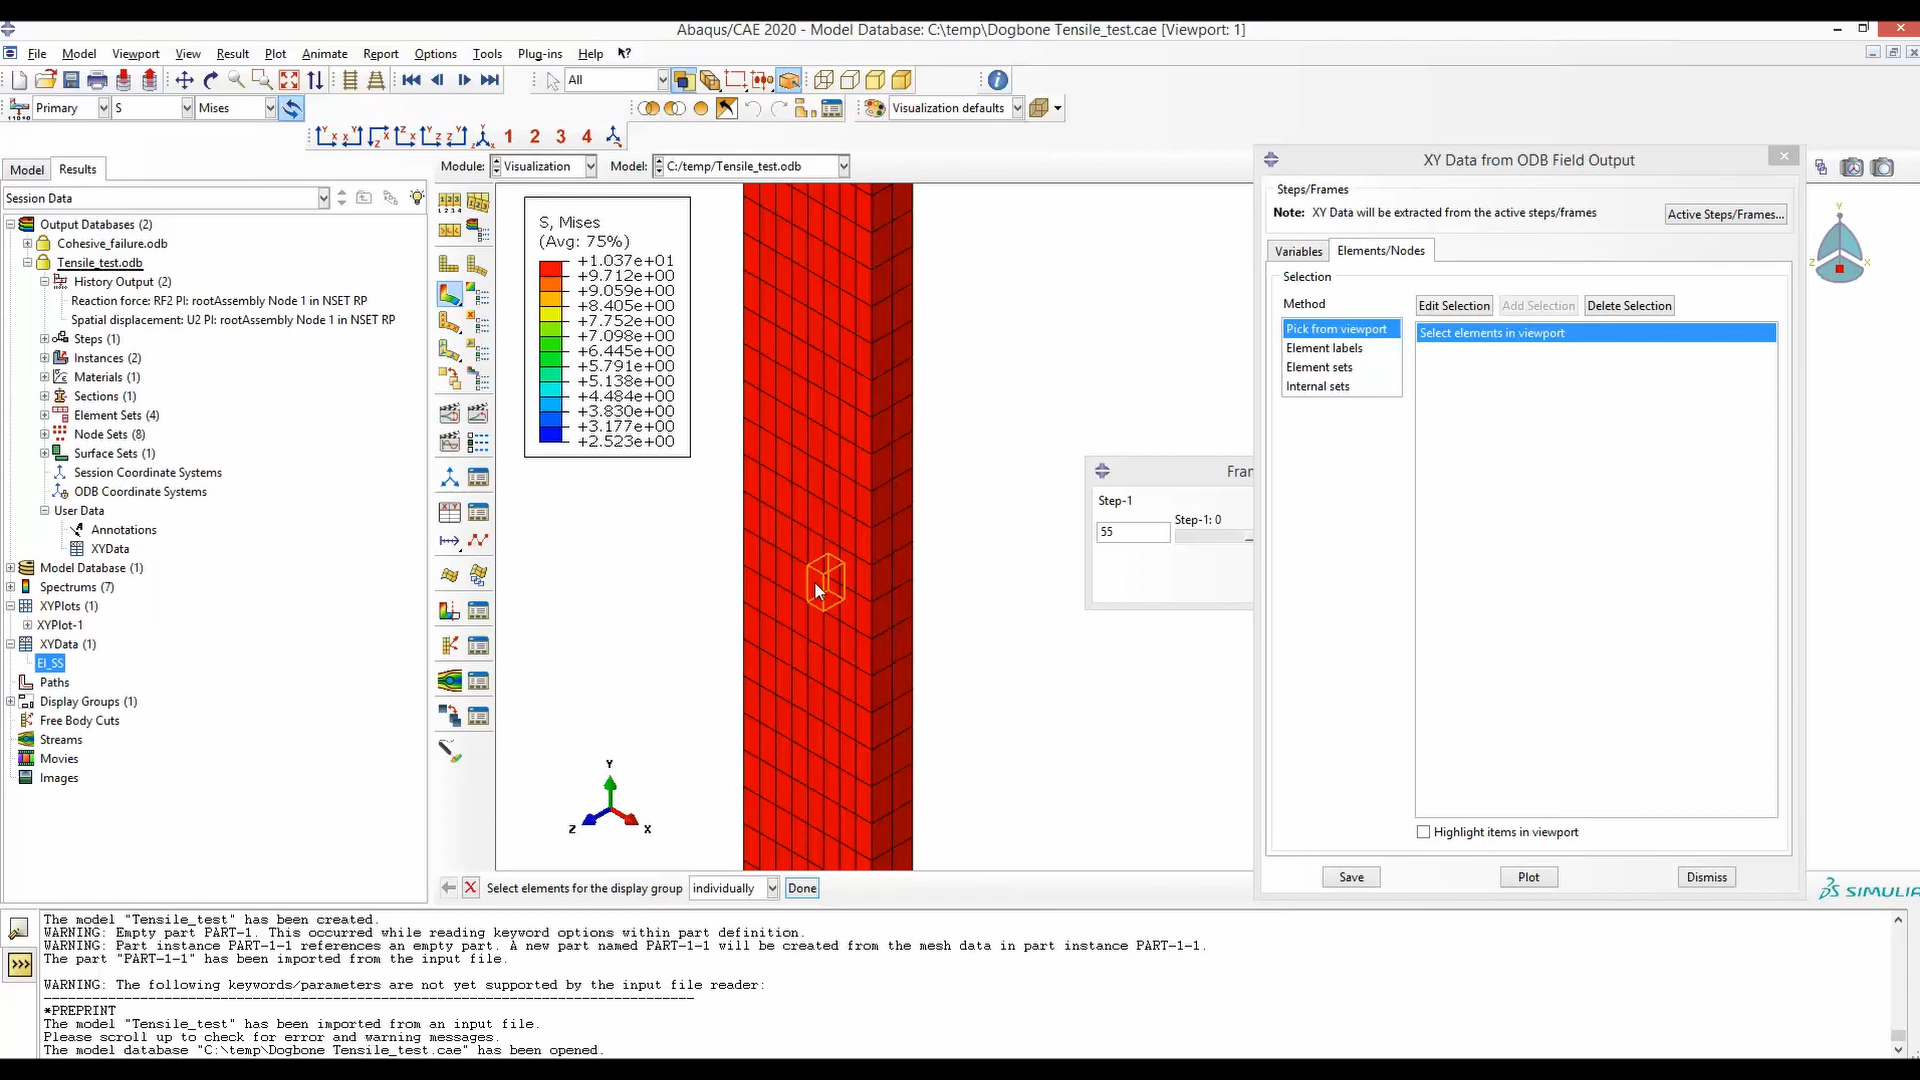 Abaqus/CAE 2020 - Model Database: C:\temp\Dogbone Tensile_test.cae [Viewport: 1]
File Model Viewport View Result Plot Animate Report Options Tools Plug-ins Help
All
Primary S Mises Visualization defaults
1 2 3 4
Model Results
Module: Visualization Model: C:/temp/Tensile_test.odb
Session Data
Output Databases (2)
Cohesive_failure.odb
Tensile_test.odb
History Output (2)
Reaction force: RF2 PI: rootAssembly Node 1 in NSET RP
Spatial displacement: U2 PI: rootAssembly Node 1 in NSET RP
Steps (1)
Instances (2)
Materials (1)
Sections (1)
Element Sets (4)
Node Sets (8)
Surface Sets (1)
Session Coordinate Systems
ODB Coordinate Systems
User Data
Annotations
XYData
Model Database (1)
Spectrums (7)
XYPlots (1)
XYPlot-1
XYData (1)
El_SS
Paths
Display Groups (1)
Free Body Cuts
Streams
Movies
Images
S, Mises
(Avg: 75%)
+1.037e+01
+9.712e+00
+9.059e+00
+8.405e+00
+7.752e+00
+7.098e+00
+6.445e+00
+5.791e+00
+5.138e+00
+4.484e+00
+3.830e+00
+3.177e+00
+2.523e+00
Y
Z X
Step-1
Step-1: 0
55
XY Data from ODB Field Output
Steps/Frames
Note: XY Data will be extracted from the active steps/frames
Active Steps/Frames...
Variables Elements/Nodes
Selection
Method
Edit Selection Add Selection Delete Selection
Pick from viewport
Element labels
Element sets
Internal sets
Select elements in viewport
Highlight items in viewport
Save Plot Dismiss
Y
Z X
Select elements for the display group individually Done
SIMULIA
The model "Tensile_test" has been created.
WARNING: Empty part PART-1. This occurred while reading keyword options within part definition.
WARNING: Part instance PART-1-1 references an empty part. A new part named PART-1-1 will be created from the mesh data in part instance PART-1-1.
The part "PART-1-1" has been imported from the input file.
WARNING: The following keywords/parameters are not yet supported by the input file reader:
---------------------------------------------------------------------------------
*PREPRINT
The model "Tensile_test" has been imported from an input file.
Please scroll up to check for error and warning messages.
The model database "C:\temp\Dogbone Tensile_test.cae" has been opened.